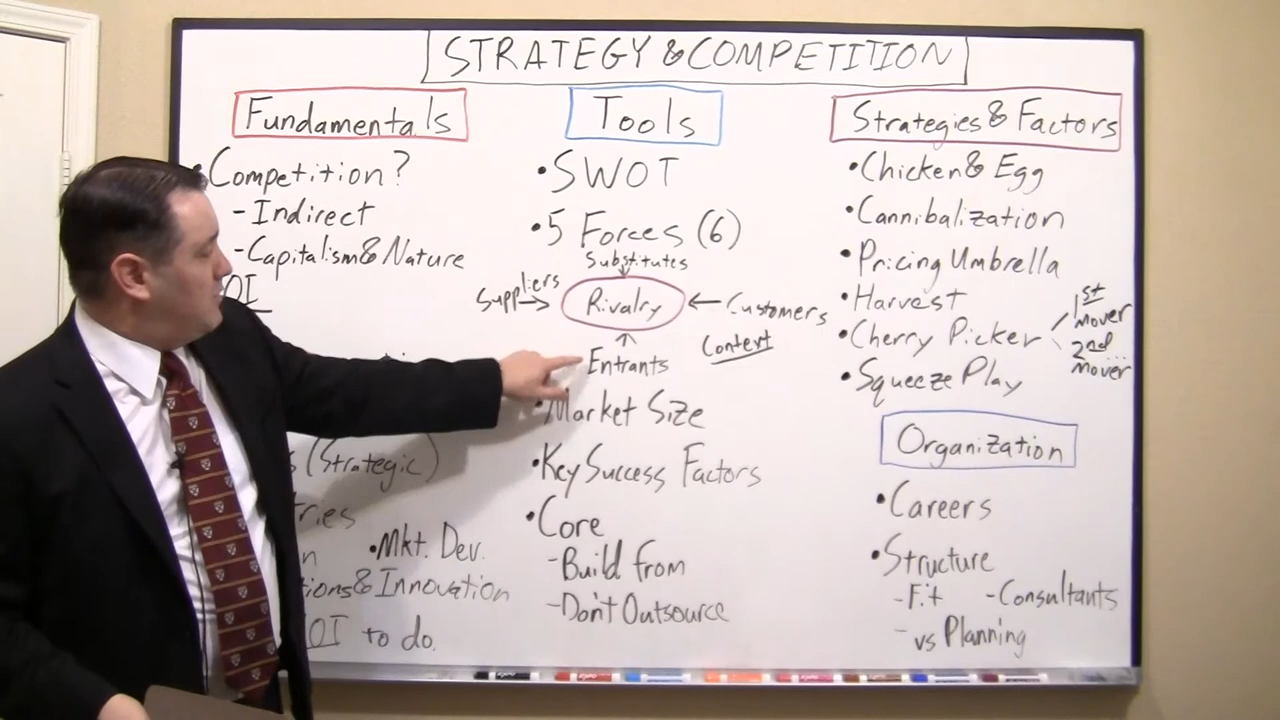 STRATEGY & COMPETITION
Fundamentals
•Competition?
-Indirect
-Capitalism & Nature
OI
(Strategic)
•Mkt. Dev.
& Innovation
OI to do.
Tools
•SWOT
•5 Forces (6)
Substitutes
Suppliers
Rivalry
Customers
Context
Entrants
•Market Size
•Key Success Factors
•Core
-Build from
-Don't Outsource
Strategies & Factors
•Chicken & Egg
•Cannibalization
•Pricing Umbrella
•Harvest
•Cherry Picker
1st mover
2nd mover
•Squeeze Play
Organization
•Careers
•Structure
-Fit -Consultants
-vs Planning